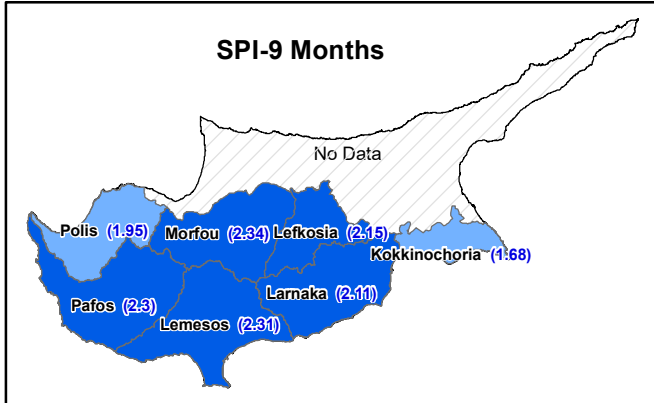 SPI-9 Months
No Data
Polis (1.95)
Morfou (2.34)
Lefkosia (2.15)
Kokkinochoria (1.68)
Pafos (2.3)
Larnaka (2.11)
Lemesos (2.31)